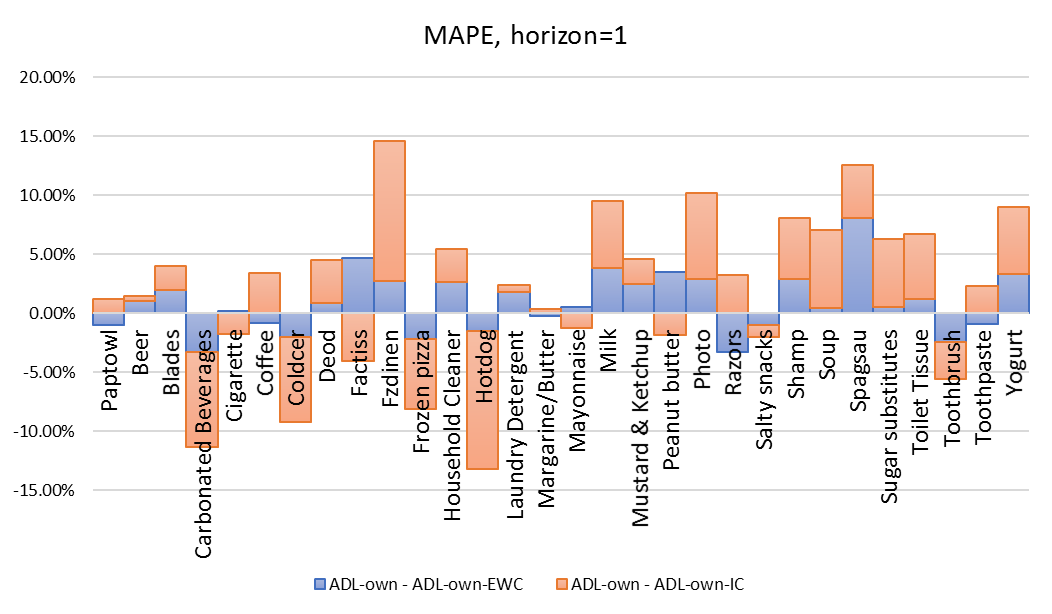 MAPE, horizon=1
20.00%
15.00%
10.00%
5.00%
0.00%
-5.00%
-10.00%
-15.00%
Paptowl
Beer
Blades
Carbonated Beverages
Cigarette
Coffee
Coldcer
Deod
Factiss
Fzdinen
Frozen pizza
Household Cleaner
Hotdog
Laundry Detergent
Margarine/Butter
Mayonnaise
Milk
Mustard & Ketchup
Peanut butter
Photo
Razors
Salty snacks
Shamp
Soup
Spagsau
Sugar substitutes
Toilet Tissue
Toothbrush
Toothpaste
Yogurt
ADL-own - ADL-own-EWC
ADL-own - ADL-own-IC